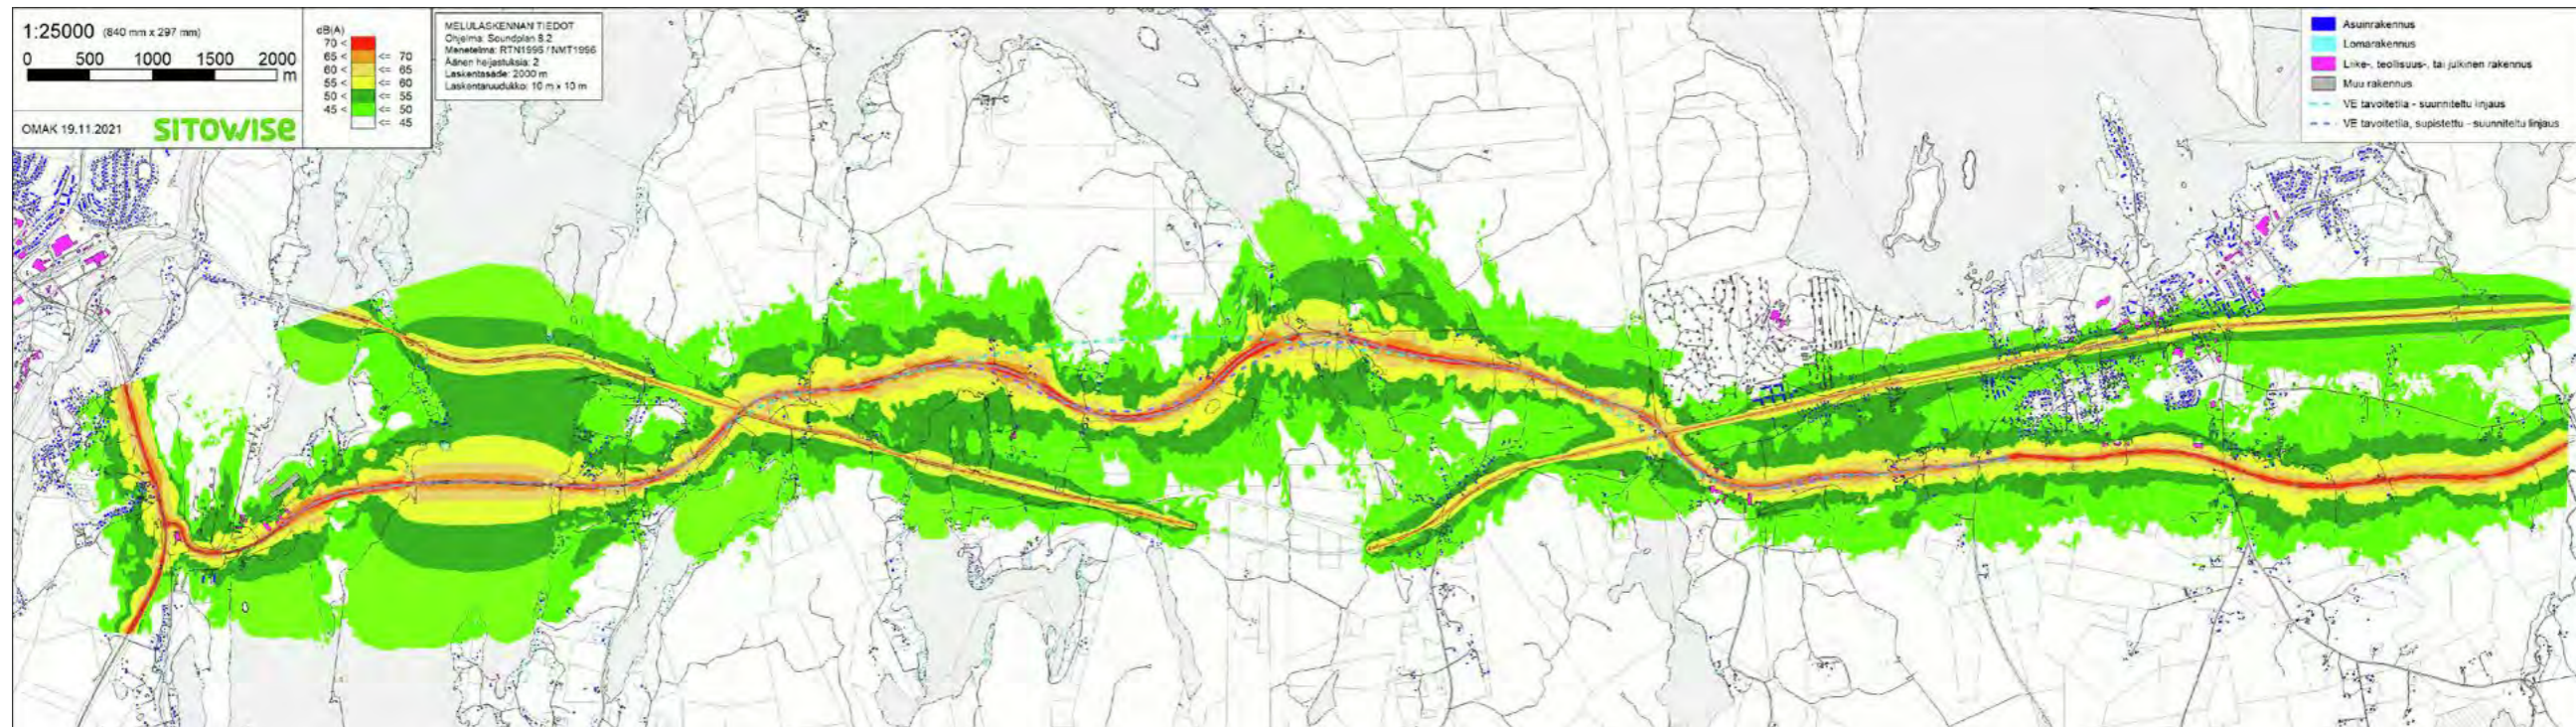 1:25000 (840 mm x 297 mm)
0 500 1000 1500 2000
m
OMAK 19.11.2021
SITOWISE
dB(A)
70 <
65 < <= 70
60 < <= 65
55 < <= 60
50 < <= 55
45 < <= 50
<= 45
MELULASKENNAN TIEDOT
Ohjelma: Soundplan 8.2
Menetelmä: RTN1996 / NMT1996
Äänen heijastuksia: 2
Laskentasäde: 2000 m
Laskentaruudukko: 10 m x 10 m
Asuinrakennus
Lomarakennus
Liike-, teollisuus-, tai julkinen rakennus
Muu rakennus
VE tavoitetila - suunniteltu linjaus
VE tavoitetila, supistettu - suunniteltu linjaus